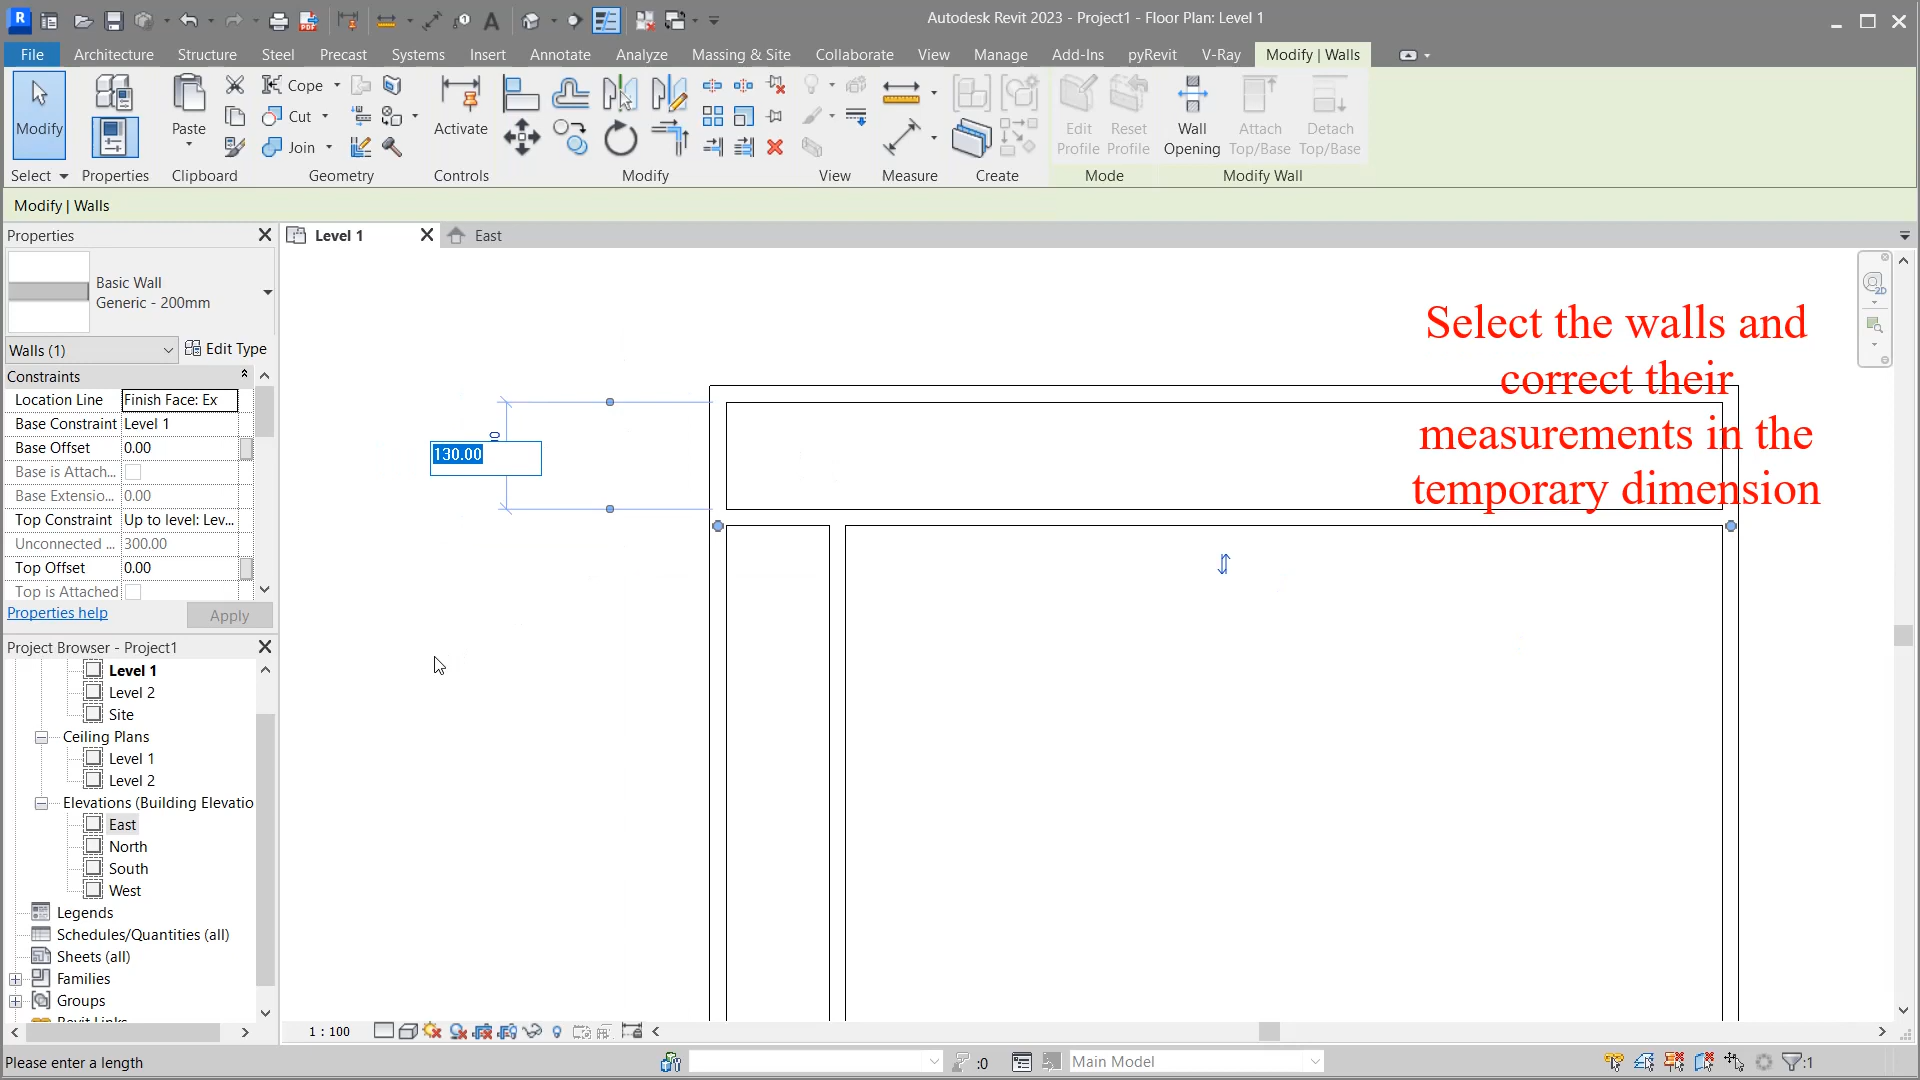 Autodesk Revit 2023 - Project1 - Floor Plan: Level 1
File Architecture Structure Steel Precast Systems Insert Annotate Analyze Massing & Site Collaborate View Manage Add-Ins pyRevit V-Ray Modify | Walls
Modify
Paste
Cope
Cut
Join
Activate
Edit Profile
Reset Profile
Wall Opening
Attach Top/Base
Detach Top/Base
Select Properties Clipboard Geometry Controls Modify View Measure Create Mode Modify Wall
Modify | Walls
Properties
Basic Wall
Generic - 200mm
Walls (1)
Edit Type
Constraints
Location Line Finish Face: Ex
Base Constraint Level 1
Base Offset 0.00
Base is Attach...
Base Extensio... 0.00
Top Constraint Up to level: Lev...
Unconnected ... 300.00
Top Offset 0.00
Top is Attached
Properties help
Apply
Project Browser - Project1
Level 1
Level 2
Site
Ceiling Plans
Level 1
Level 2
Elevations (Building Elevatio
East
North
South
West
Legends
Schedules/Quantities (all)
Sheets (all)
Families
Groups
Revit Links
Level 1
East
130.00
Select the walls and
correct their
measurements in the
temporary dimension
1 : 100
Please enter a length
:0
Main Model
:1